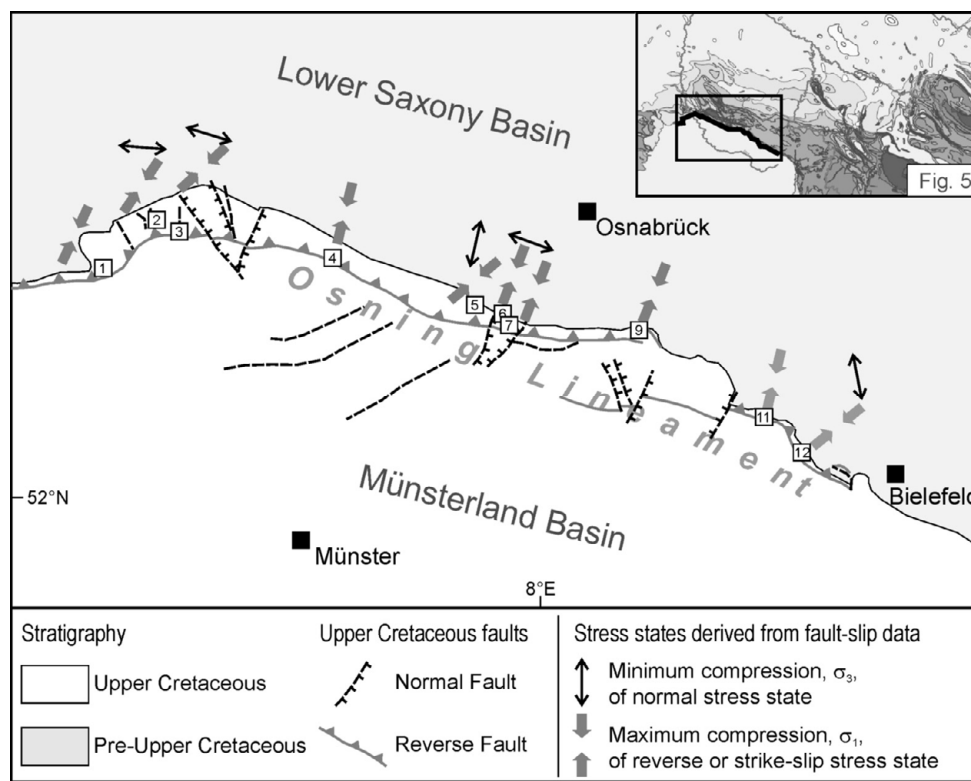 Lower Saxony Basin
Fig. 5
Osnabrück
2
3
1
4
5
6
7
9
Osning Lineament
11
12
Bielefeld
52°N
Münsterland Basin
Münster
8°E
Stratigraphy
Upper Cretaceous
Pre-Upper Cretaceous
Upper Cretaceous faults
Normal Fault
Reverse Fault
Stress states derived from fault-slip data
Minimum compression, σ3,
of normal stress state
Maximum compression, σ1,
of reverse or strike-slip stress state